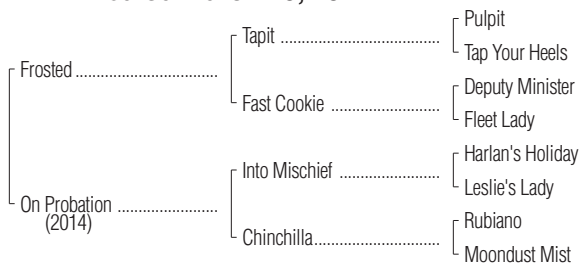 Pulpit
Tapit
Tap Your Heels
Frosted
Deputy Minister
Fast Cookie
Fleet Lady
Harlan's Holiday
Into Mischief
Leslie's Lady
On Probation
(2014)
Rubiano
Chinchilla
Moondust Mist